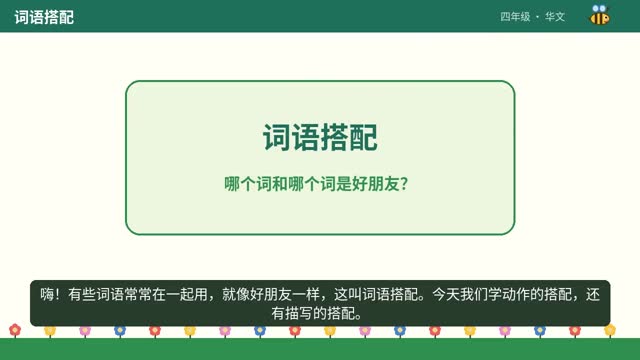 词语搭配
四年级 · 华文
词语搭配
哪个词和哪个词是好朋友？
嗨！有些词语常常在一起用，就像好朋友一样，这叫词语搭配。今天我们学动作的搭配，还
有描写的搭配。